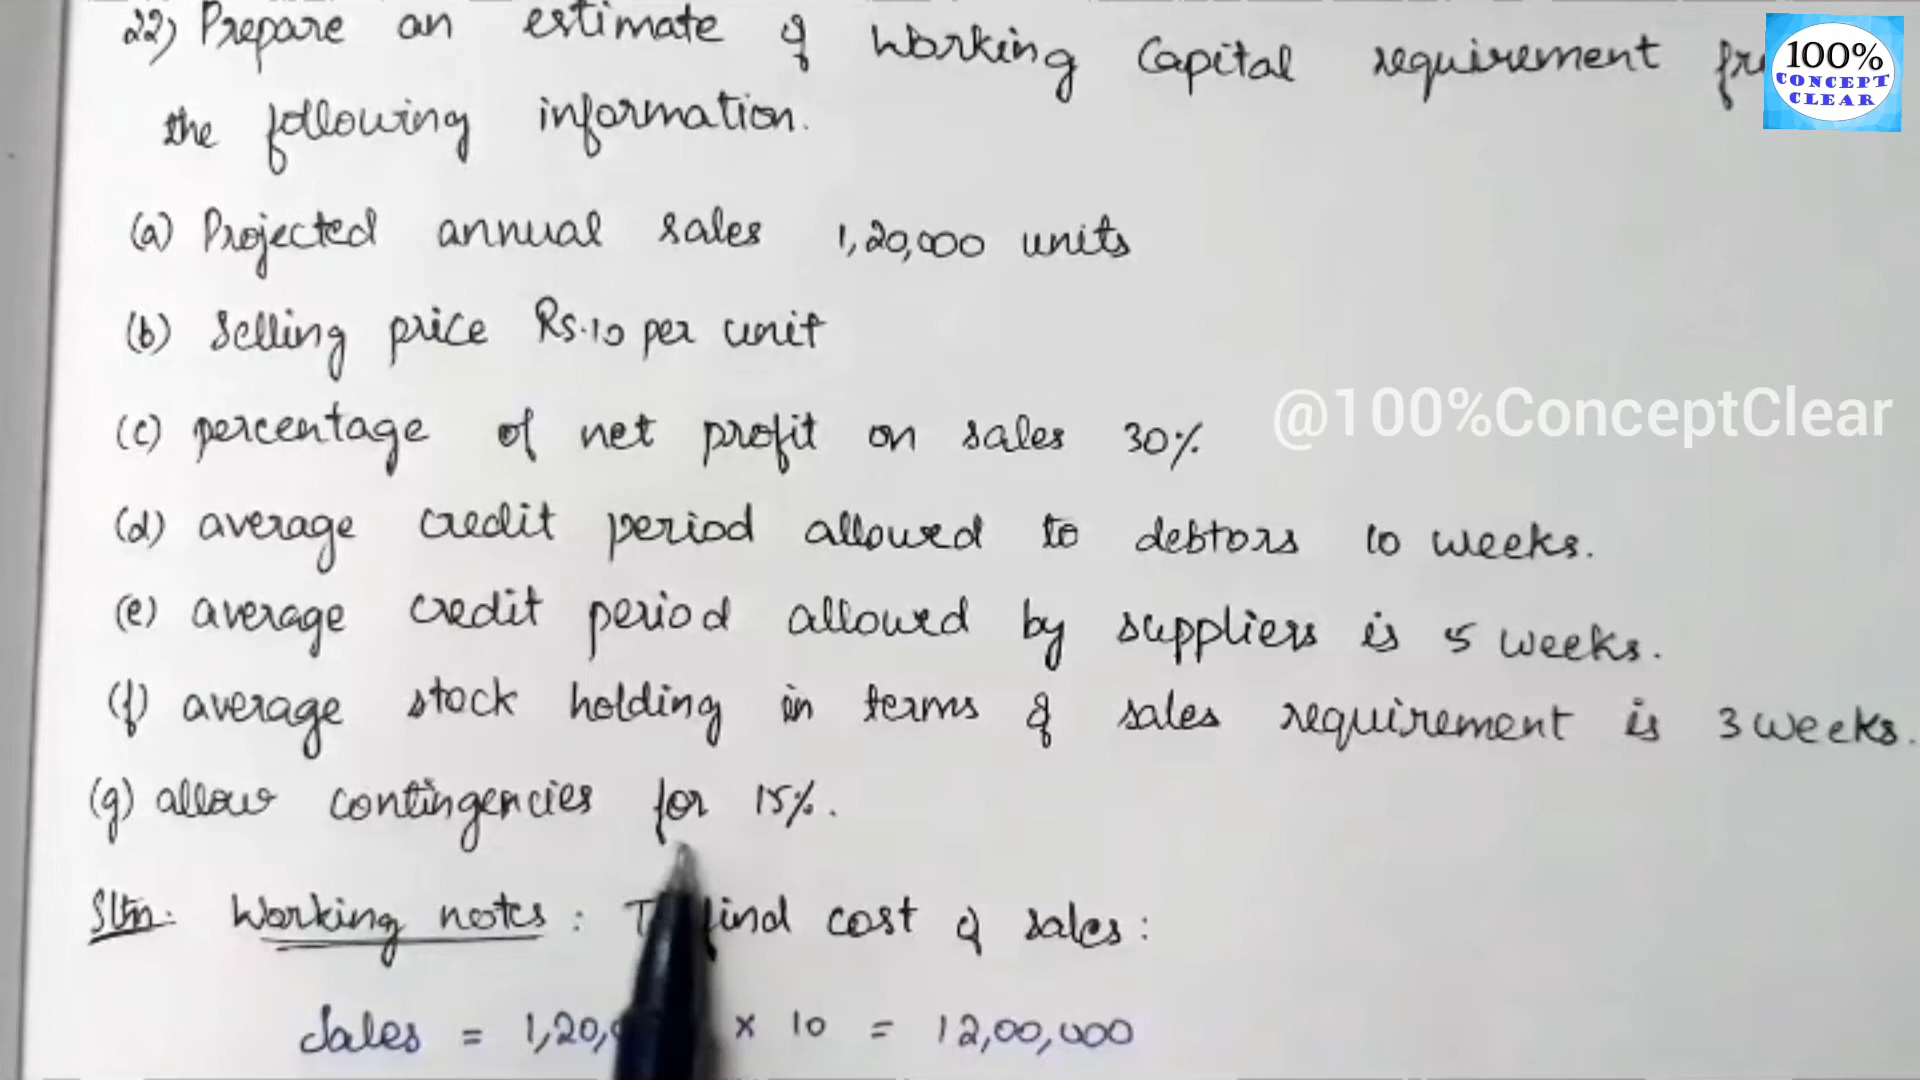 22) Prepare an estimate of Working Capital requirement
the following information.
(a) Projected annual sales 1,20,000 units
(b) Selling price Rs.10 per unit
(c) percentage of net profit on sales 30%
(d) average credit period allowed to debtors 10 weeks.
(e) average credit period allowed by suppliers is 5 weeks.
(f) average stock holding in terms of sales requirement is 3 weeks.
(g) allow contingencies for 15%.
Sltn: Working notes: find cost of sales:
Sales = x 10 = 12,00,000
100%
CONCEPT
CLEAR
@100%ConceptClear